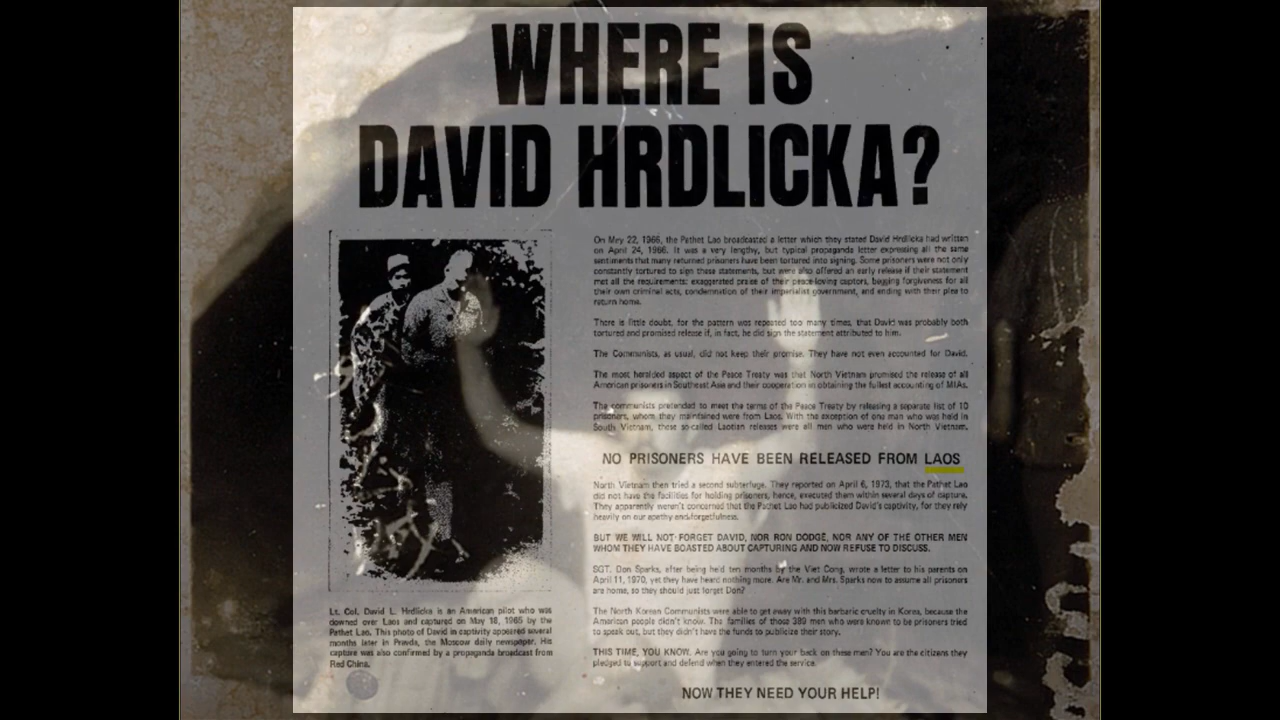 WHERE IS
DAVID HRDLICKA?
On May 22, 1966, the Pathet Lao broadcasted a letter which they stated David Hrdlicka had written
on April 24, 1966. It was a very lengthy, but typical propaganda letter expressing all the same
sentiments that many returned prisoners have been tortured into signing. Some prisoners were not only
constantly tortured to sign these statements, but were also offered an early release if their statement
met all the requirements: exaggerated praise of their peace-loving captors, begging forgiveness for all
their own criminal acts, condemnation of their imperialist government, and ending with their plea to
return home.
There is little doubt, for the pattern was repeated too many times, that David was probably both
tortured and promised release if, in fact, he did sign the statement attributed to him.
The Communists, as usual, did not keep their promise. They have not even accounted for David.
The most heralded aspect of the Peace Treaty was that North Vietnam promised the release of all
American prisoners in Southeast Asia and their cooperation in obtaining the fullest accounting of MIAs.
The communists pretended to meet the terms of the Peace Treaty by releasing a separate list of 10
prisoners, whom they maintained were from Laos. With the exception of one man who was held in
South Vietnam, these so-called Laotian releases were all men who were held in North Vietnam.
NO PRISONERS HAVE BEEN RELEASED FROM LAOS
North Vietnam then tried a second subterfuge. They reported on April 6, 1973, that the Pathet Lao
did not have the facilities for holding prisoners, hence, executed them within several days of capture.
They apparently weren't concerned that the Pathet Lao had publicized David's captivity, for they rely
heavily on our apathy and forgetfulness.
BUT WE WILL NOT FORGET DAVID, NOR RON DODGE, NOR ANY OF THE OTHER MEN
WHOM THEY HAVE BOASTED ABOUT CAPTURING AND NOW REFUSE TO DISCUSS.
SGT. Don Sparks, after being held ten months by the Viet Cong, wrote a letter to his parents on
April 11, 1970, yet they have heard nothing more. Are Mr. and Mrs. Sparks now to assume all prisoners
are home, so they should just forget Don?
The North Korean Communists were able to get away with this barbaric cruelty in Korea, because the
American people didn't know. The families of those 389 men who were known to be prisoners tried
to speak out, but they didn't have the funds to publicize their story.
THIS TIME, YOU KNOW. Are you going to turn your back on these men? You are the citizens they
pledged to support and defend when they entered the service.
NOW THEY NEED YOUR HELP!
Lt. Col. David L. Hrdlicka is an American pilot who was
downed over Laos and captured on May 18, 1965 by the
Pathet Lao. This photo of David in captivity appeared several
months later in Pravda, the Moscow daily newspaper. His
capture was also confirmed by a propaganda broadcast from
Red China.